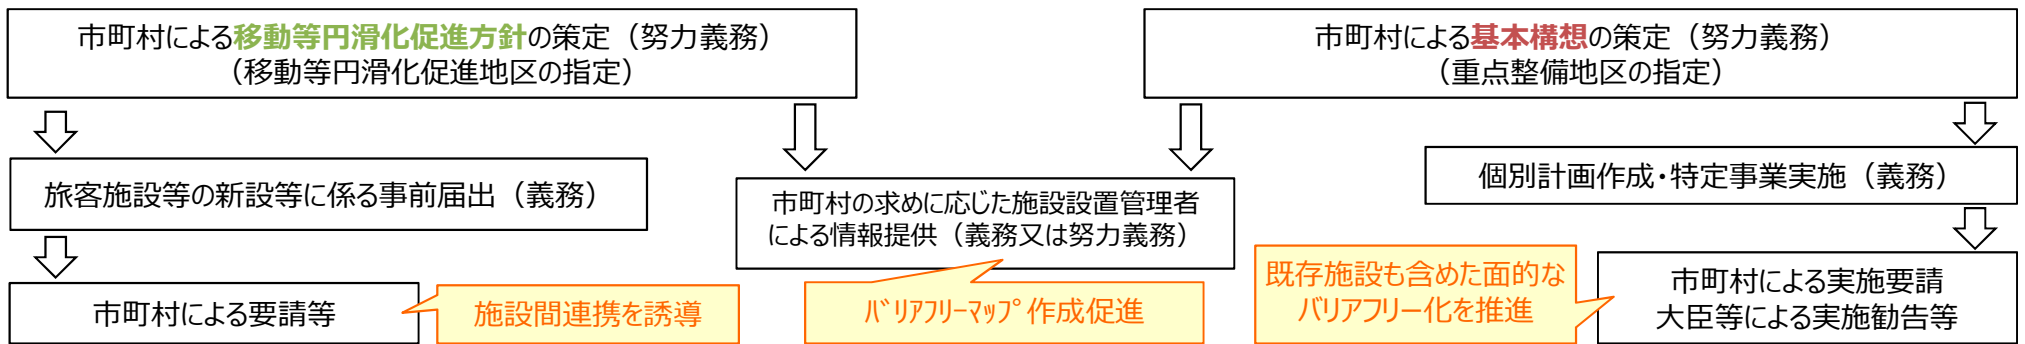 市町村による移動等円滑化促進方針の策定（努力義務）
（移動等円滑化促進地区の指定）
市町村による基本構想の策定（努力義務）
（重点整備地区の指定）
旅客施設等の新設等に係る事前届出（義務）
市町村の求めに応じた施設設置管理者
による情報提供（義務又は努力義務）
個別計画作成・特定事業実施（義務）
市町村による要請等
施設間連携を誘導
ﾊﾞﾘｱﾌﾘｰﾏｯﾌﾟ作成促進
既存施設も含めた面的な
バリアフリー化を推進
市町村による実施要請
大臣等による実施勧告等